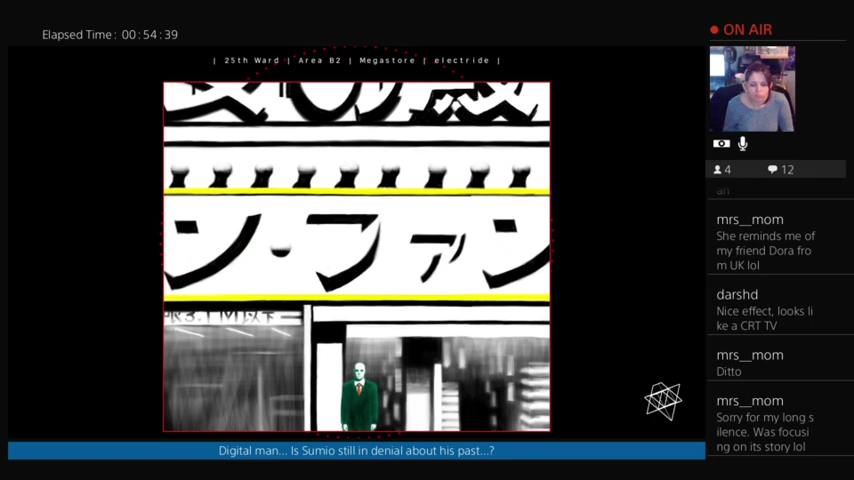 Elapsed Time: 00:54:39
ON AIR
| 25th Ward | Area B2 | Megastore | electride |
ン・ファン
4
12
mrs__mom
She reminds me of
my friend Dora fro
m UK lol
darshd
Nice effect, looks li
ke a CRT TV
mrs__mom
Ditto
mrs__mom
Sorry for my long s
ilence. Was focusi
ng on its story lol
Digital man... Is Sumio still in denial about his past...?